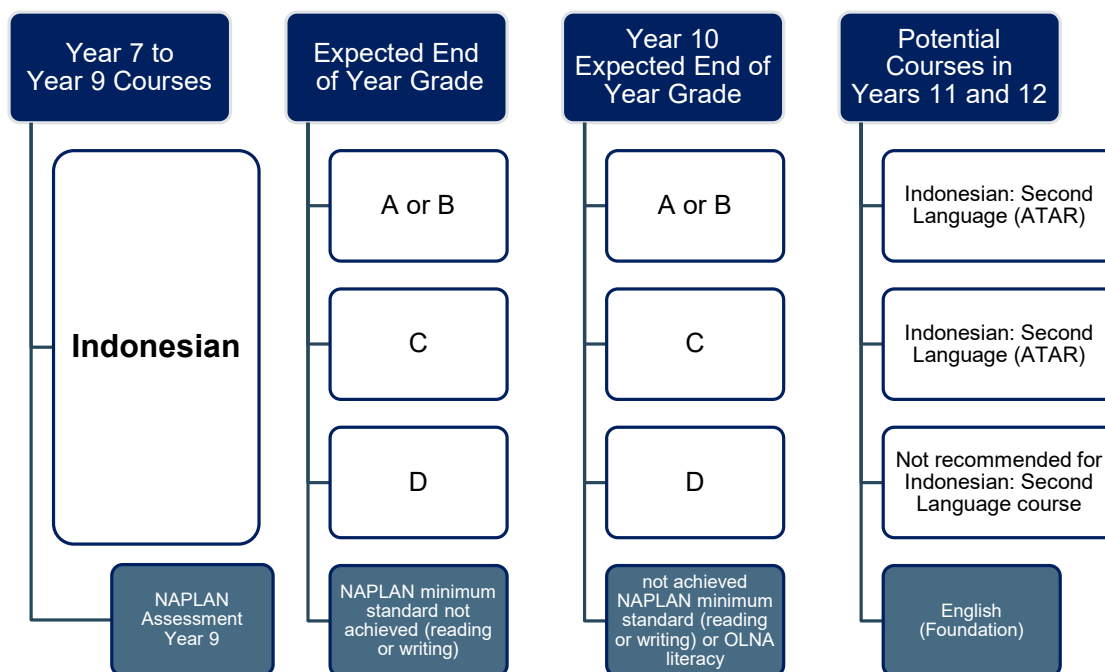 Year 7 to
Year 9 Courses
Indonesian
NAPLAN
Assessment
Year 9
Expected End
of Year Grade
A or B
C
D
NAPLAN minimum
standard not
achieved (reading
or writing)
Year 10
Expected End of
Year Grade
A or B
C
D
not achieved
NAPLAN minimum
standard (reading
or writing) or OLNA
literacy
Potential
Courses in
Years 11 and 12
Indonesian: Second
Language (ATAR)
Indonesian: Second
Language (ATAR)
Not recommended for
Indonesian: Second
Language course
English
(Foundation)